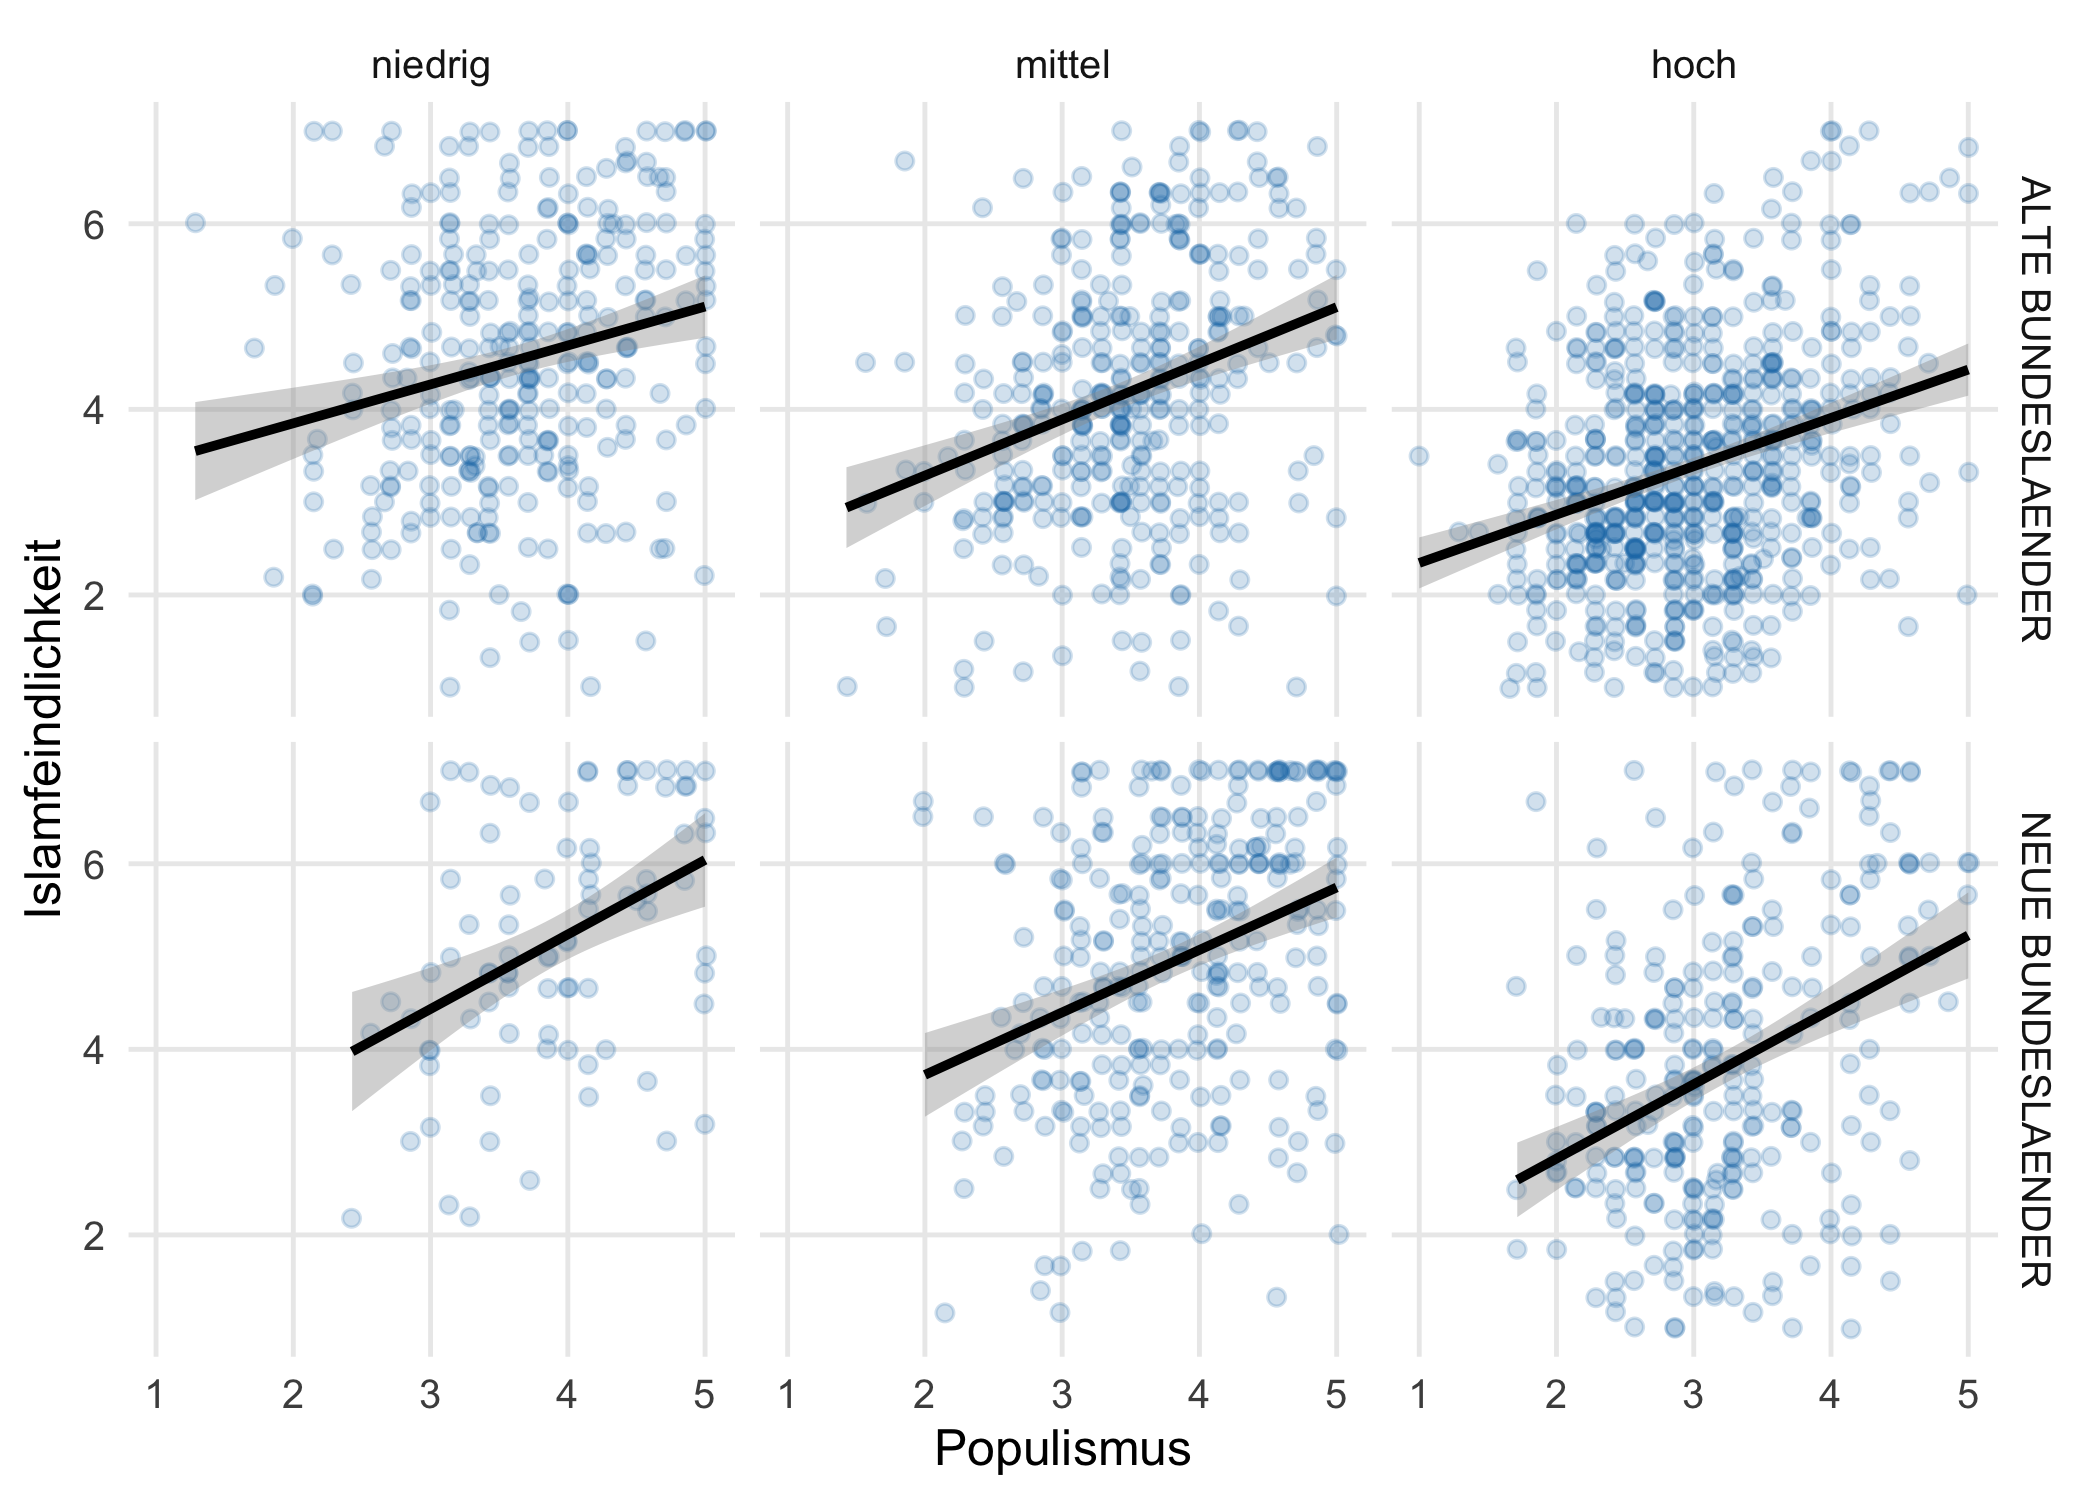 niedrig mittel hoch
ALTE BUNDESLAENDER
6
4
2
NEUE BUNDESLAENDER
6
4
2
Islamfeindlichkeit
1 2 3 4 5 1 2 3 4 5 1 2 3 4 5
Populismus